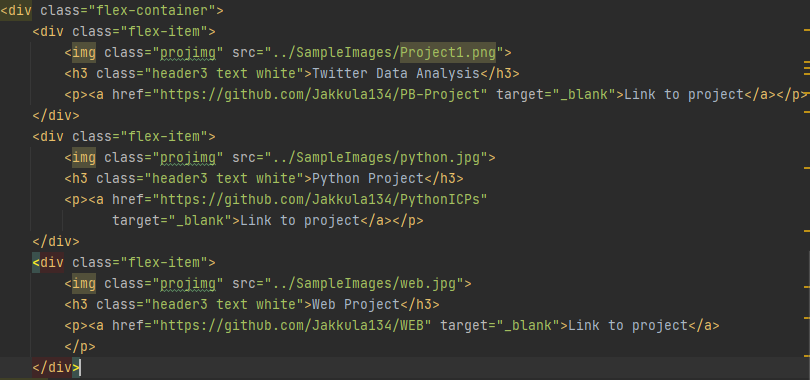 <div class="flex-container">
<div class="flex-item">
<img class="projimg" src="../SampleImages/Project1.png">
<h3 class="header3 text white">Twitter Data Analysis</h3>
<p><a href="https://github.com/Jakkula134/PB-Project" target="_blank">Link to project</a></p>
</div>
<div class="flex-item">
<img class="projimg" src="../SampleImages/python.jpg">
<h3 class="header3 text white">Python Project</h3>
<p><a href="https://github.com/Jakkula134/PythonICPs"
target="_blank">Link to project</a></p>
</div>
<div class="flex-item">
<img class="projimg" src="../SampleImages/web.jpg">
<h3 class="header3 text white">Web Project</h3>
<p><a href="https://github.com/Jakkula134/WEB" target="_blank">Link to project</a>
</p>
</div>